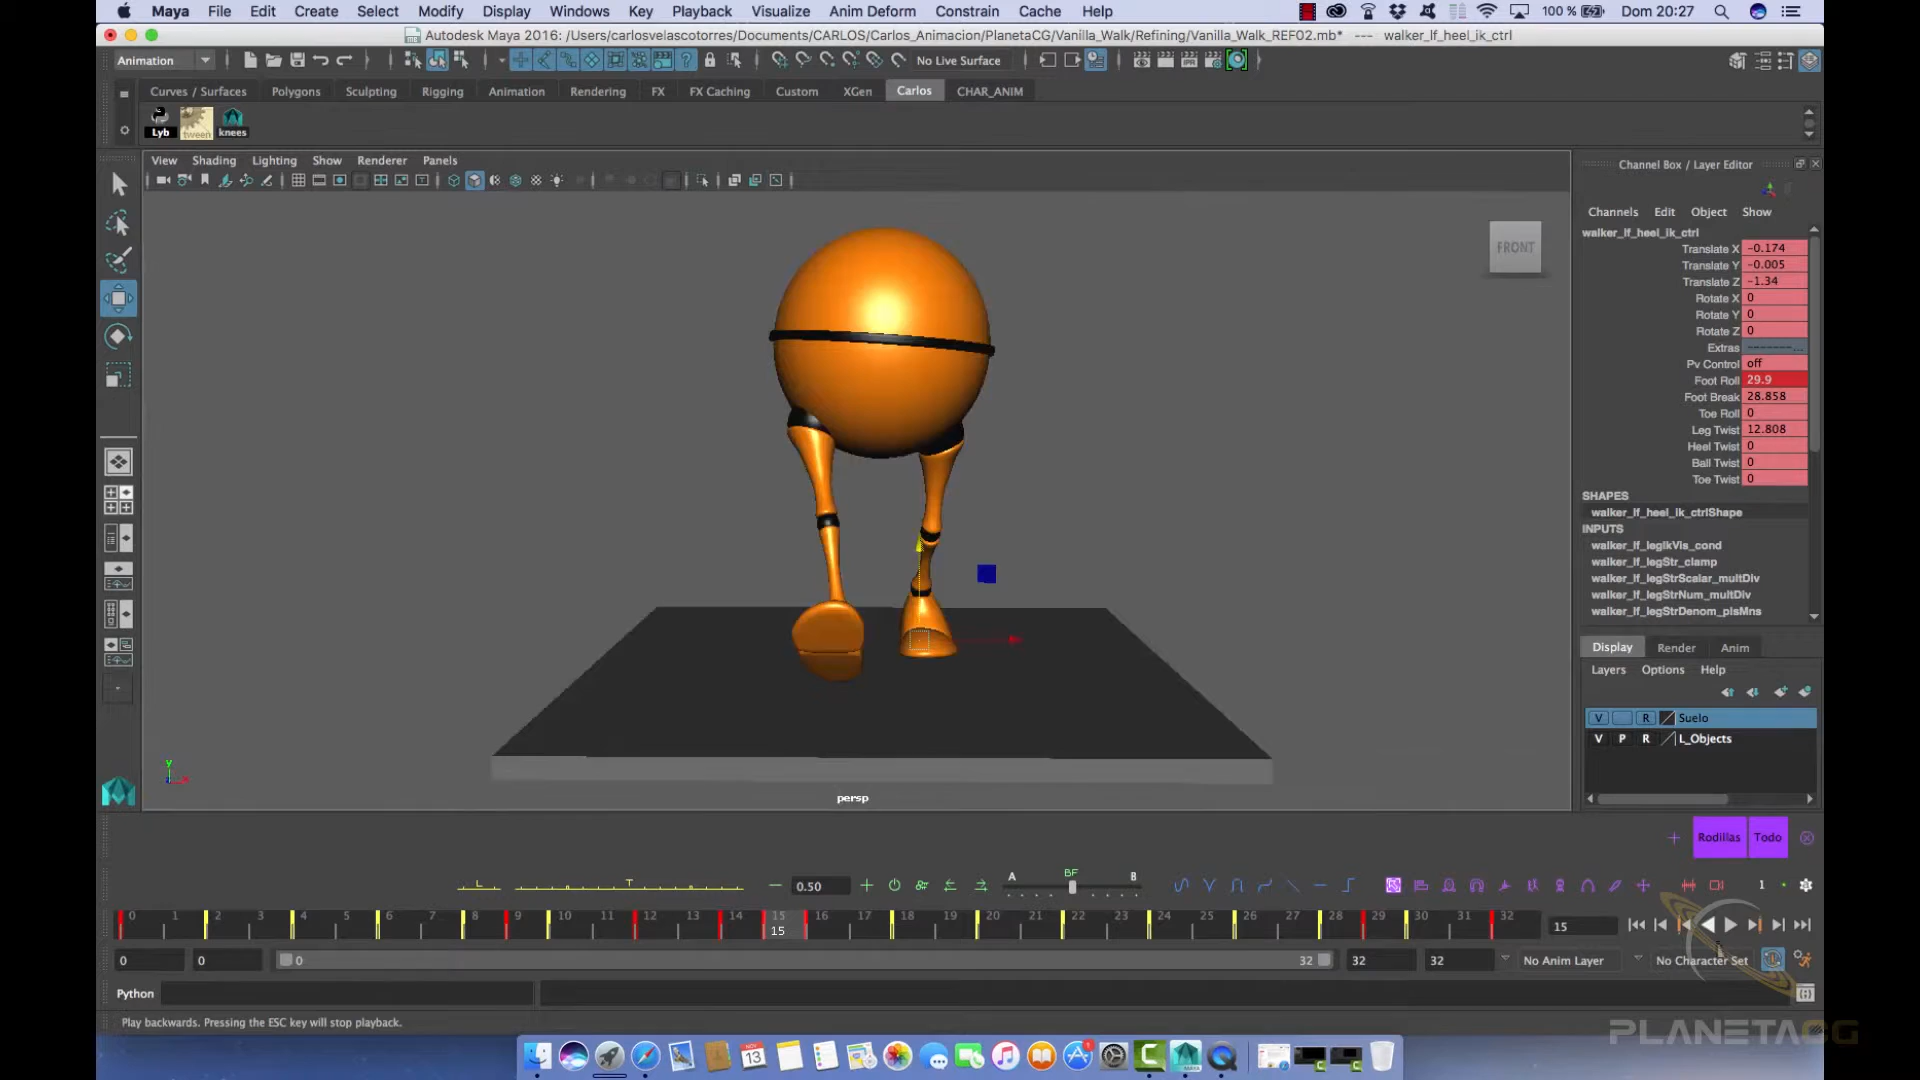 Maya File Edit Create Select Modify Display Windows Key Playback Visualize Anim Deform Constrain Cache Help 100 % Dom 20:27
Autodesk Maya 2016: /Users/carlosvelascotorres/Documents/CARLOS/Carlos_Animacion/PlanetaCG/Vanilla_Walk/Refining/Vanilla_Walk_REF02.mb* --- walker_lf_heel_ik_ctrl
Animation No Live Surface
Curves / Surfaces Polygons Sculpting Rigging Animation Rendering FX FX Caching Custom XGen Carlos CHAR_ANIM
Lyb tween knees
View Shading Lighting Show Renderer Panels
Channel Box / Layer Editor
Channels Edit Object Show
walker_lf_heel_ik_ctrl
Translate X -0.174
Translate Y -0.005
Translate Z -1.34
Rotate X 0
Rotate Y 0
Rotate Z 0
Extras --------...
Pv Control off
Foot Roll 29.9
Foot Break 28.858
Toe Roll 0
Leg Twist 12.808
Heel Twist 0
Ball Twist 0
Toe Twist 0
SHAPES
walker_lf_heel_ik_ctrlShape
INPUTS
walker_lf_legIkVis_cond
walker_lf_legStr_clamp
walker_lf_legStrScalar_multDiv
walker_lf_legStrNum_multDiv
walker_lf_legStrDenom_plsMns
FRONT
y
x
persp
Display Render Anim
Layers Options Help
V R Suelo
V P R L_Objects
Rodillas Todo
L T 0.50 A BF B 1
0 1 2 3 4 5 6 7 8 9 10 11 12 13 14 15 16 17 18 19 20 21 22 23 24 25 26 27 28 29 30 31 32
15 15
0 0 0 32 32 32 No Anim Layer No Character Set
Python
Play backwards. Pressing the ESC key will stop playback.
PLANETACG
NOV
13
MAYA